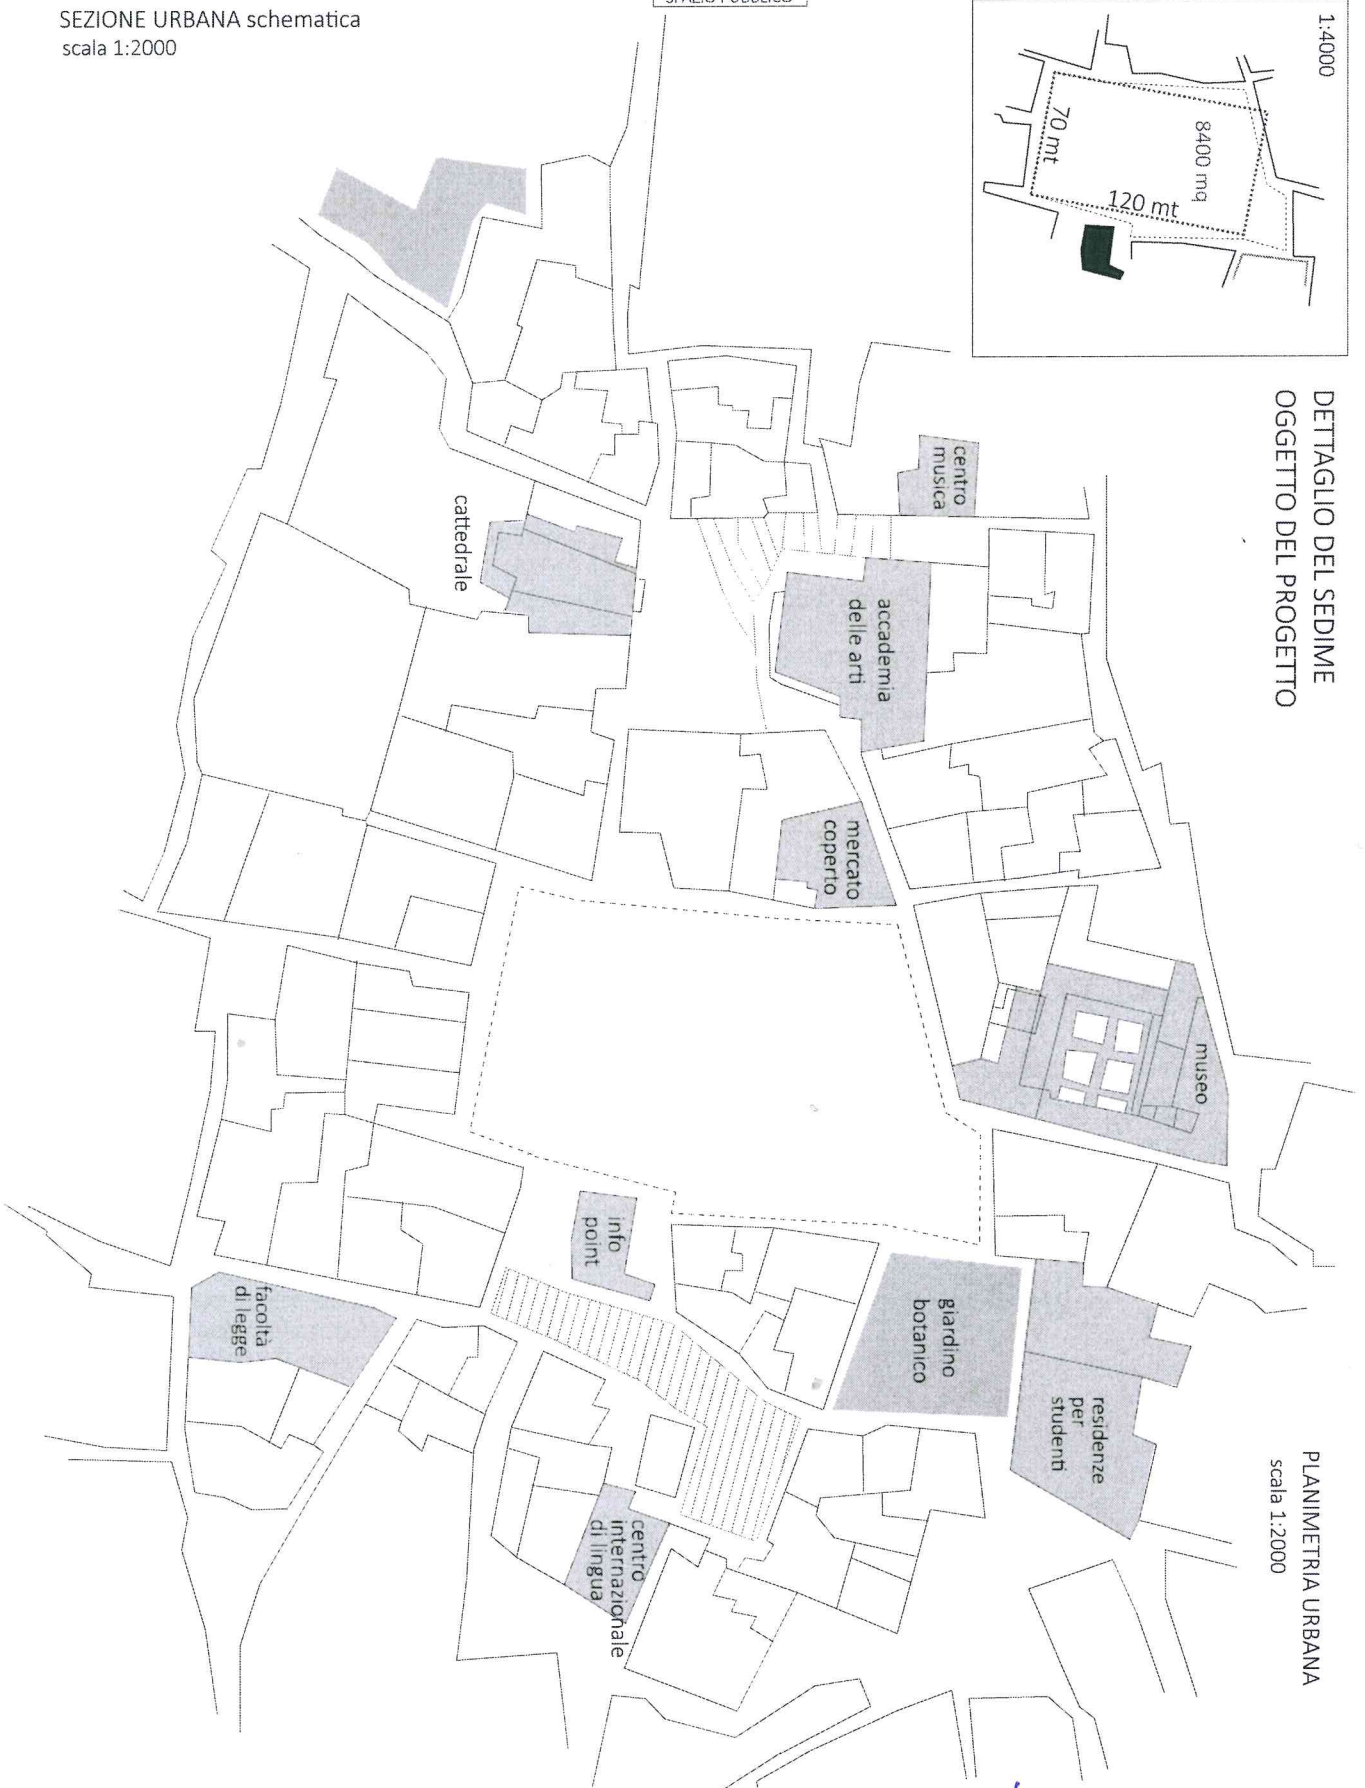 SEZIONE URBANA schematica
scala 1:2000
SPAZIO PUBBLICO
1:4000
70 mt
8400 mq
120 mt
DETTAGLIO DEL SEDIME
OGGETTO DEL PROGETTO
centro
musica
cattedrale
accademia
delle arti
mercato
coperto
museo
info
point
giardino
botanico
facoltà
di legge
residenze
per
studenti
centro
internazionale
di lingua
PLANIMETRIA URBANA
scala 1:2000